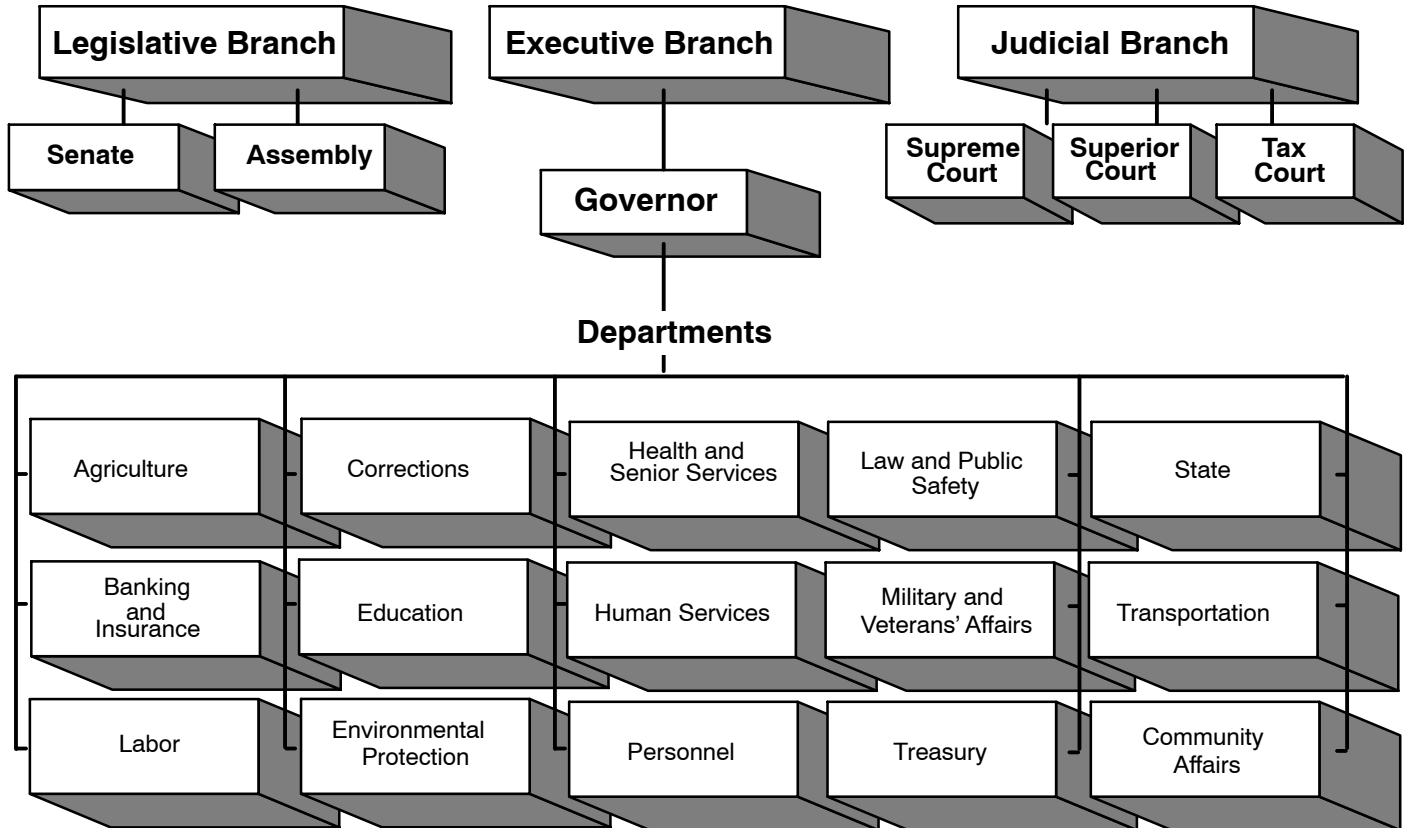 Legislative Branch
Executive Branch
Judicial Branch
Senate
Assembly
Supreme
Court
Superior
Court
Tax
Court
Governor
Departments
Agriculture
Corrections
Health and
Senior Services
Law and Public
Safety
State
Banking
and
Insurance
Education
Human Services
Military and
Veterans’ Affairs
Transportation
Labor
Environmental
Protection
Personnel
Treasury
Community
Affairs